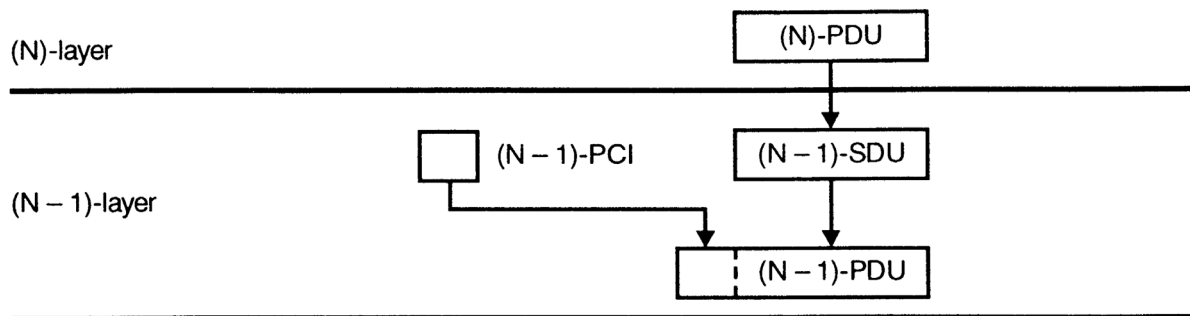 (N)-layer
(N)-PDU
(N – 1)-PCI
(N – 1)-SDU
(N – 1)-layer
(N – 1)-PDU